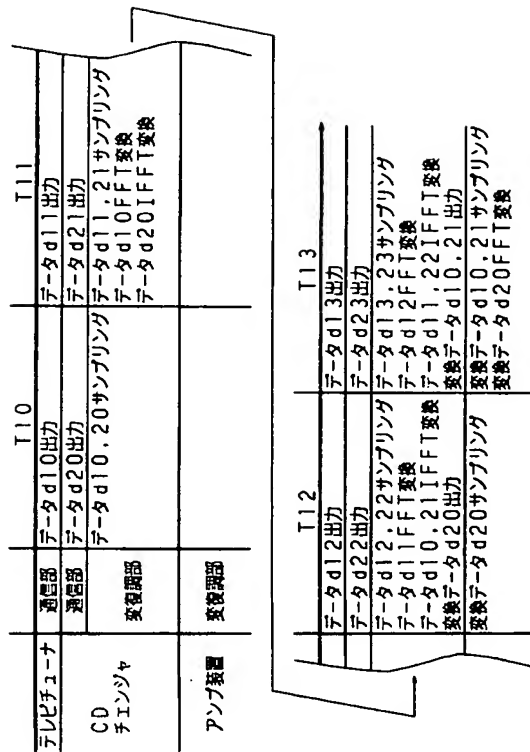 T10
T11
テレビチューナ
通信部
データd10出力
データd11出力
CD
チェンジャ
通信部
データd20出力
データd21出力
変復調部
データd10,20サンプリング
データd11,21サンプリング
データd10FFT変換
データd20IFFT変換
アンプ装置
変復調部
T12
T13
データd12出力
データd13出力
データd22出力
データd23出力
データd12,22サンプリング
データd11FFT変換
データd10,21IFFT変換
変換データd20出力
データd13,23サンプリング
データd12FFT変換
データd11,22IFFT変換
変換データd10,21出力
変換データd20サンプリング
変換データd10,21サンプリング
変換データd20FFT変換